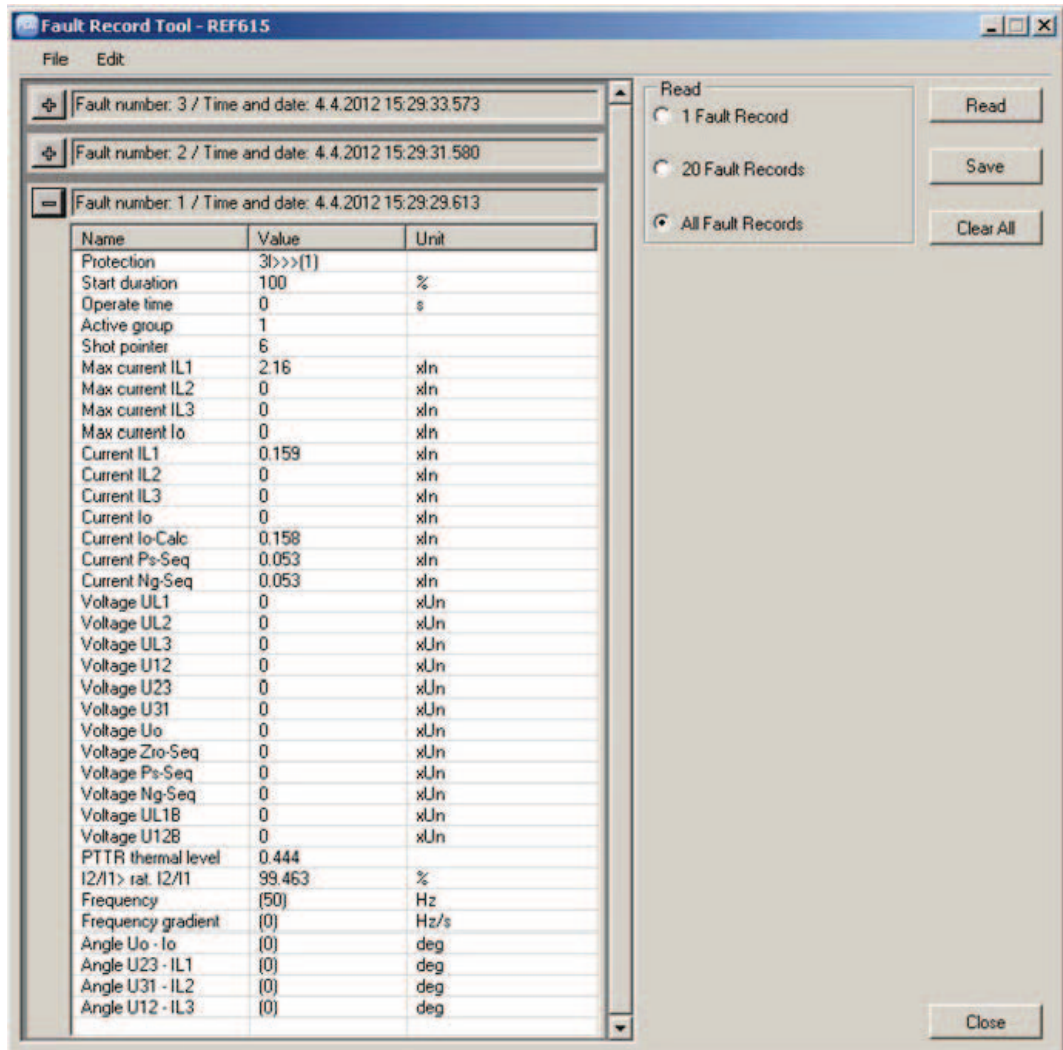 Fault Record Tool - REF615
File Edit
Fault number: 3 / Time and date: 4.4.2012 15:29:33.573
Fault number: 2 / Time and date: 4.4.2012 15:29:31.580
Fault number: 1 / Time and date: 4.4.2012 15:29:29.613
Name Value Unit
Protection 3I>>>(1)
Start duration 100 %
Operate time 0 s
Active group 1
Shot pointer 6
Max current IL1 2.16 xIn
Max current IL2 0 xIn
Max current IL3 0 xIn
Max current Io 0 xIn
Current IL1 0.159 xIn
Current IL2 0 xIn
Current IL3 0 xIn
Current Io 0 xIn
Current Io-Calc 0.158 xIn
Current Ps-Seq 0.053 xIn
Current Ng-Seq 0.053 xIn
Voltage UL1 0 xUn
Voltage UL2 0 xUn
Voltage UL3 0 xUn
Voltage U12 0 xUn
Voltage U23 0 xUn
Voltage U31 0 xUn
Voltage Uo 0 xUn
Voltage Zro-Seq 0 xUn
Voltage Ps-Seq 0 xUn
Voltage Ng-Seq 0 xUn
Voltage UL1B 0 xUn
Voltage U12B 0 xUn
PTTR thermal level 0.444
I2/I1> rat. I2/I1 99.463 %
Frequency (50) Hz
Frequency gradient (0) Hz/s
Angle Uo - Io (0) deg
Angle U23 - IL1 (0) deg
Angle U31 - IL2 (0) deg
Angle U12 - IL3 (0) deg
Read
1 Fault Record
20 Fault Records
All Fault Records
Read
Save
Clear All
Close